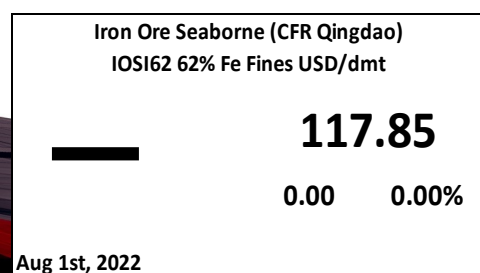 Iron Ore Seaborne (CFR Qingdao)
IOSI62 62% Fe Fines USD/dmt
117.85
0.00 0.00%
Aug 1st, 2022